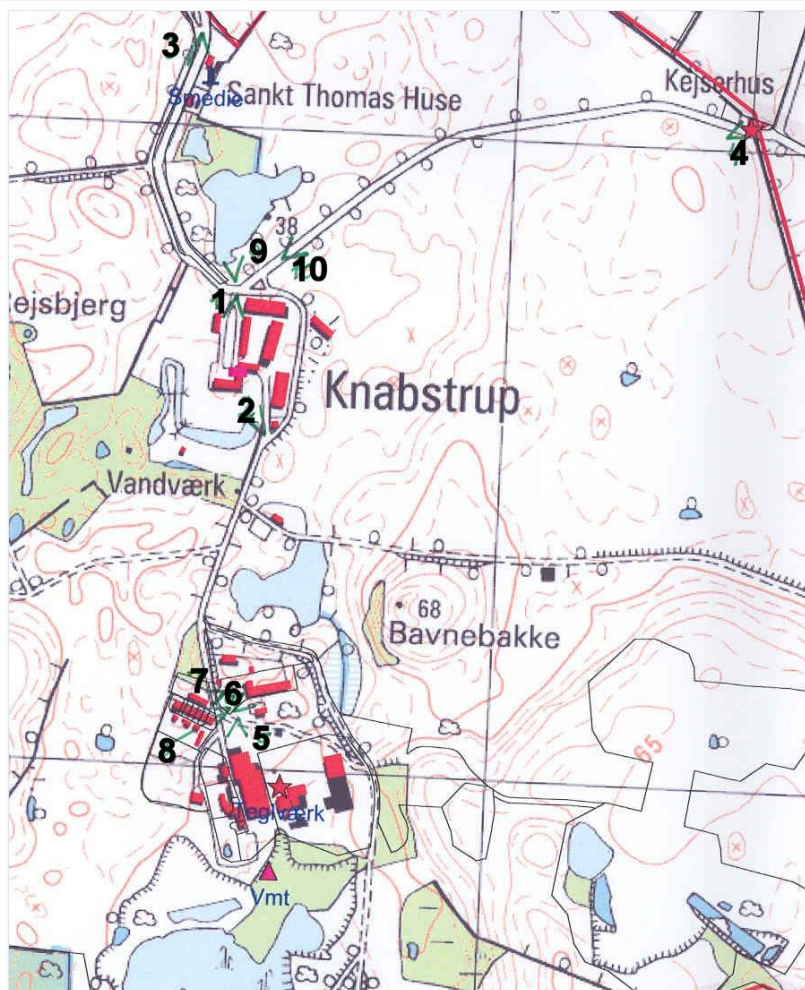 3
Smedie
Sankt Thomas Huse
Kejserhus
4
38
9
10
1
ejsbjerg
Knabstrup
2
Vandværk
68
Bavnebakke
7
6
5
8
65
Teglværk
Vmt